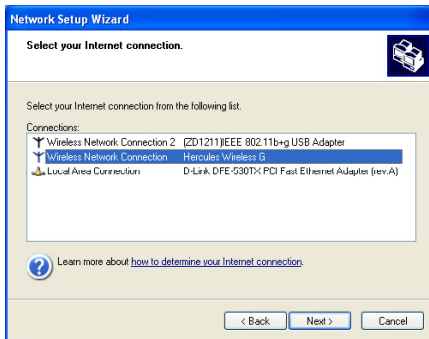 Network Setup Wizard
Select your Internet connection.
Select your Internet connection from the following list.
Connections:
Wireless Network Connection 2 (ZD1211)IEEE 802.11b+g USB Adapter
Wireless Network Connection Hercules Wireless G
Local Area Connection D-Link DFE-530TX PCI Fast Ethernet Adapter (rev.A)
Learn more about how to determine your Internet connection.
< Back Next > Cancel